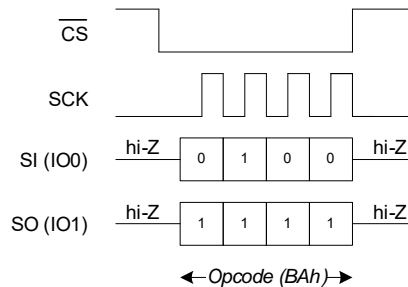 CS
SCK
hi-Z hi-Z
SI (IO0) 0 1 0 0
hi-Z hi-Z
SO (IO1) 1 1 1 1
Opcode (BAh)